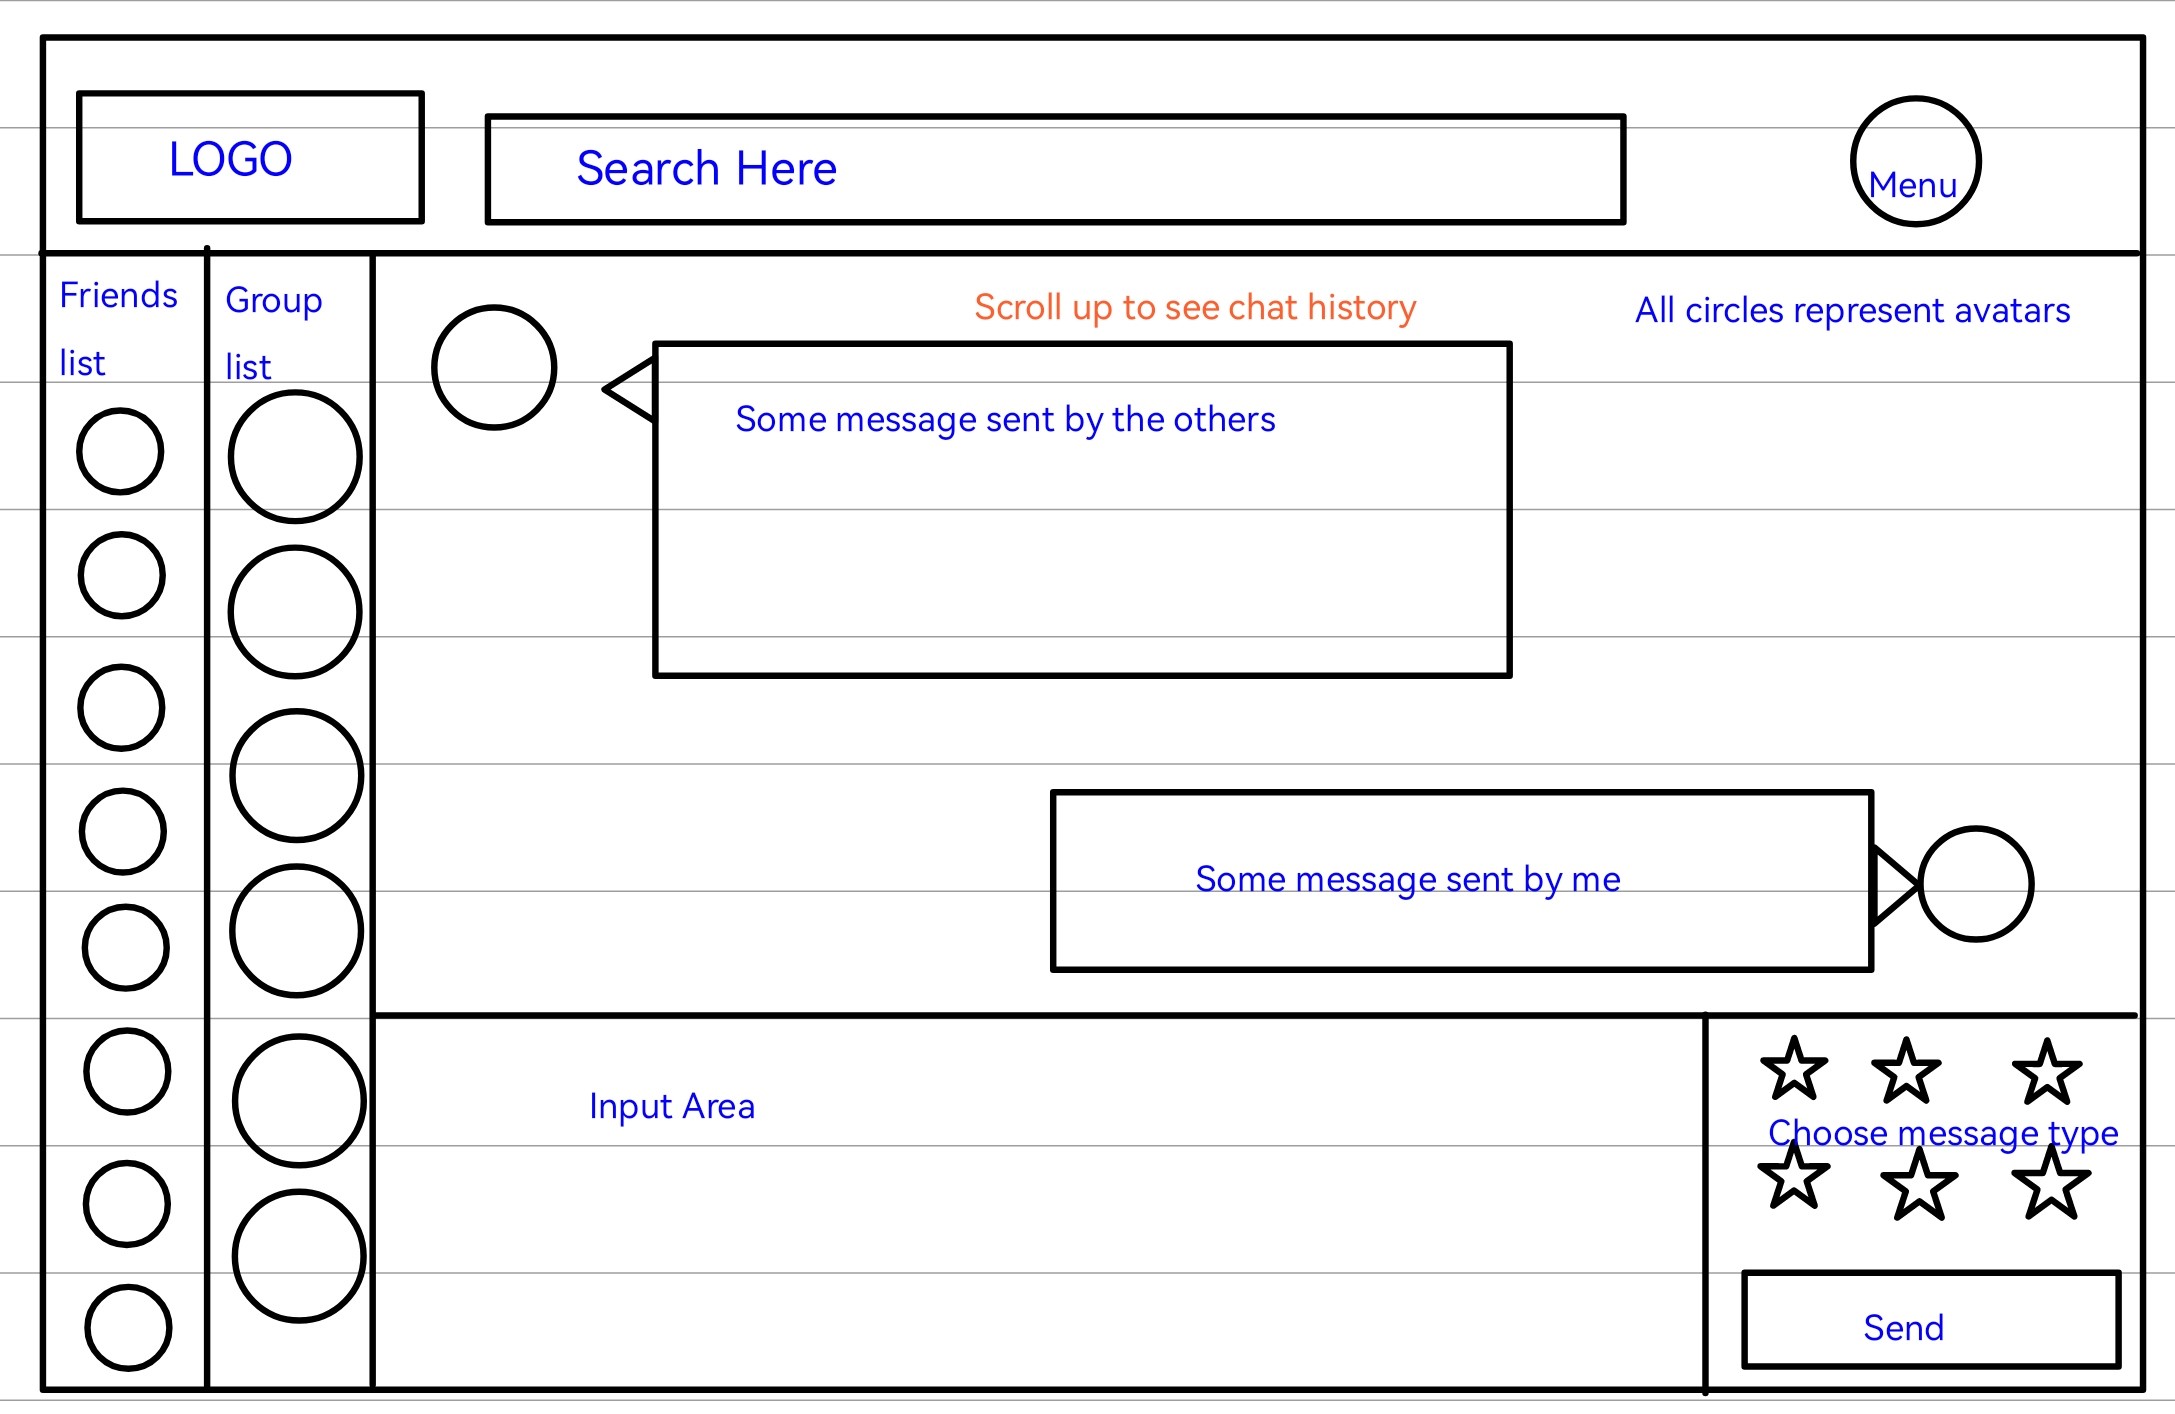 LOGO
Search Here
Menu
Friends
list
Group
list
Scroll up to see chat history
All circles represent avatars
Some message sent by the others
Some message sent by me
Input Area
Choose message type
Send